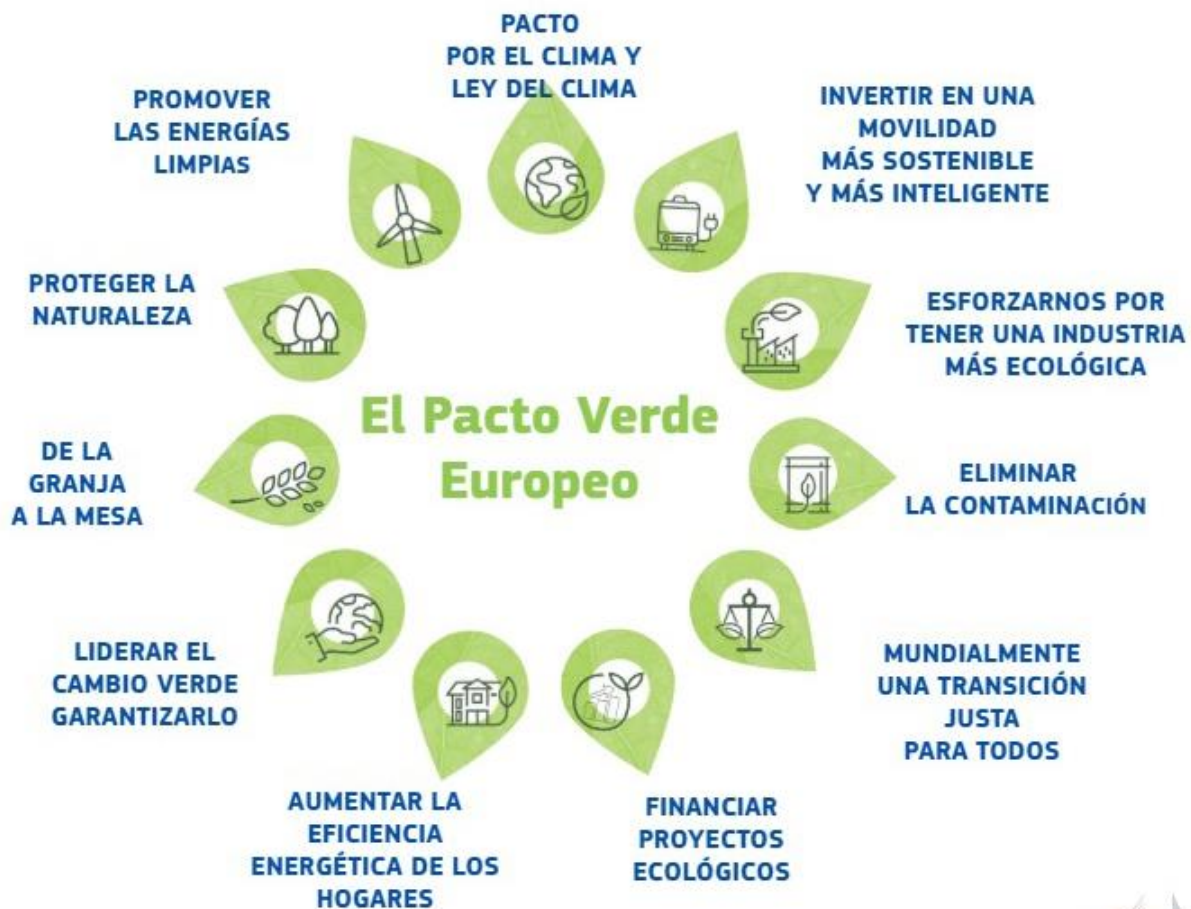 PACTO
POR EL CLIMA Y
LEY DEL CLIMA
INVERTIR EN UNA
MOVILIDAD
MÁS SOSTENIBLE
Y MÁS INTELIGENTE
ESFORZARNOS POR
TENER UNA INDUSTRIA
MÁS ECOLÓGICA
ELIMINAR
LA CONTAMINACIÓN
MUNDIALMENTE
UNA TRANSICIÓN
JUSTA
PARA TODOS
FINANCIAR
PROYECTOS
ECOLÓGICOS
AUMENTAR LA
EFICIENCIA
ENERGÉTICA DE LOS
HOGARES
LIDERAR EL
CAMBIO VERDE
GARANTIZARLO
DE LA
GRANJA
A LA MESA
PROTEGER LA
NATURALEZA
PROMOVER
LAS ENERGÍAS
LIMPIAS
El Pacto Verde
Europeo